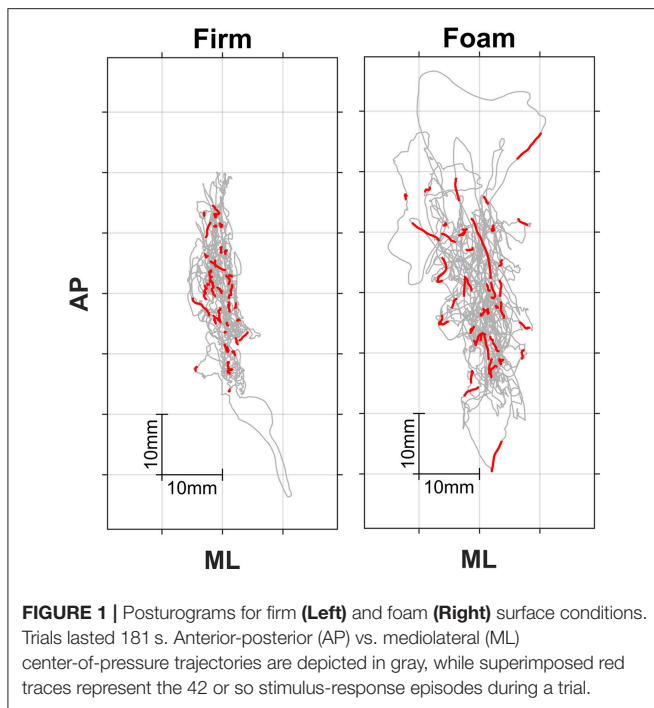 Firm
Foam
AP
10mm
10mm
10mm
10mm
ML
ML
FIGURE 1 | Posturograms for firm (Left) and foam (Right) surface conditions.
Trials lasted 181 s. Anterior-posterior (AP) vs. mediolateral (ML)
center-of-pressure trajectories are depicted in gray, while superimposed red
traces represent the 42 or so stimulus-response episodes during a trial.